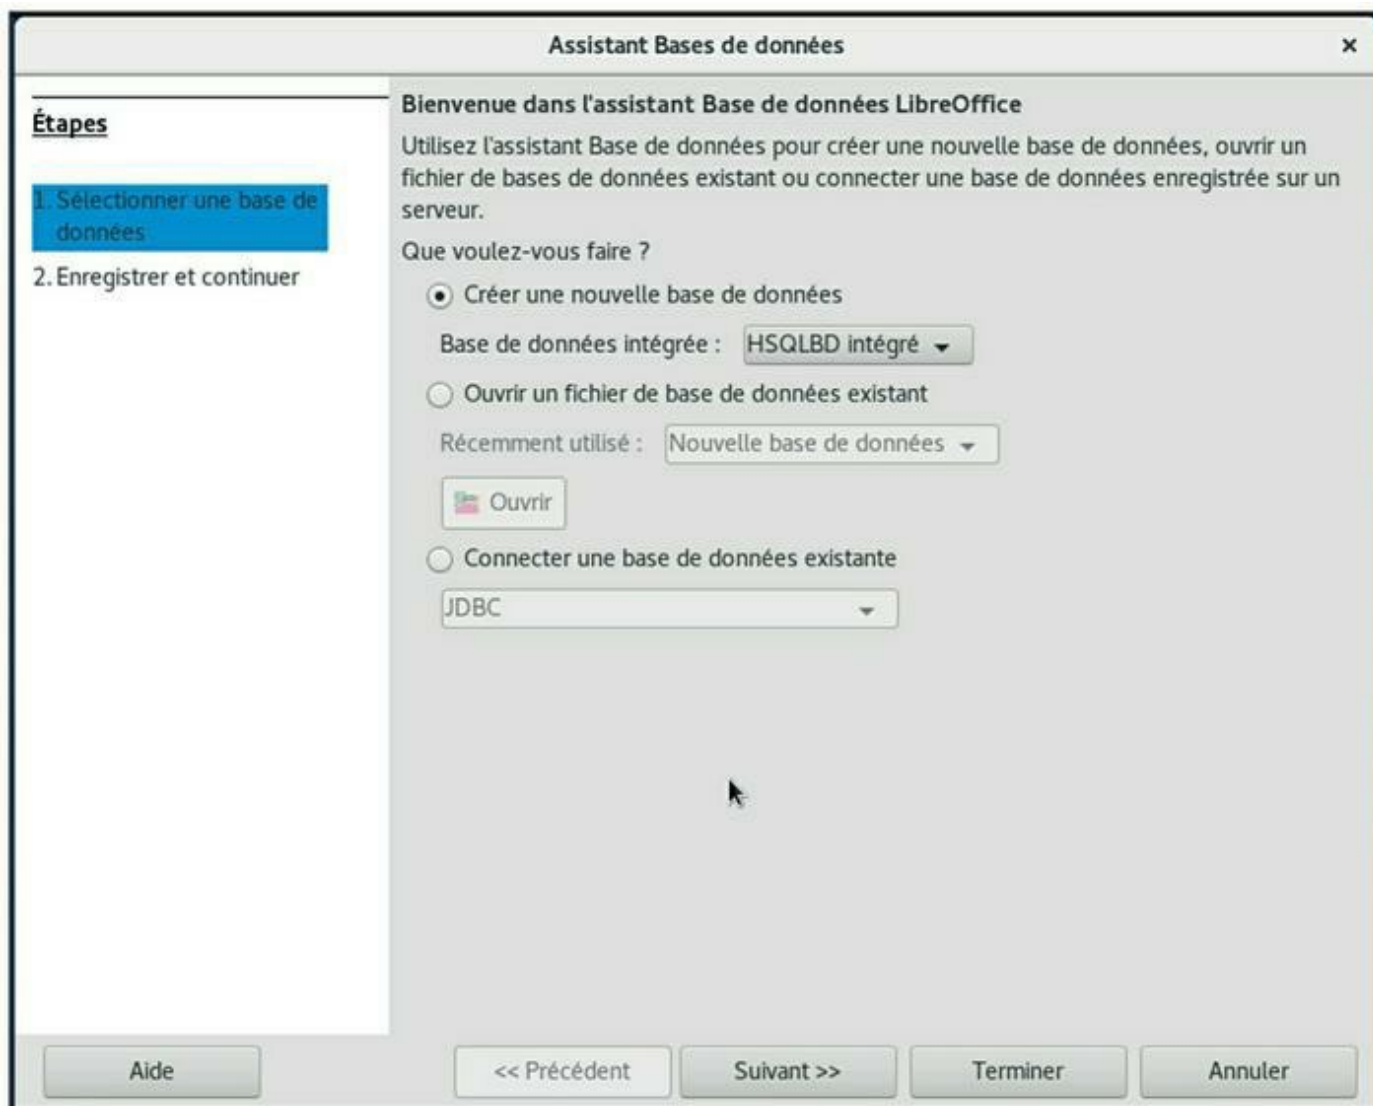 Assistant Bases de données
×
Étapes
1. Sélectionner une base de
données
2. Enregistrer et continuer
Bienvenue dans l'assistant Base de données LibreOffice
Utilisez l'assistant Base de données pour créer une nouvelle base de données, ouvrir un
fichier de bases de données existant ou connecter une base de données enregistrée sur un
serveur.
Que voulez-vous faire ?
Créer une nouvelle base de données
Base de données intégrée : HSQLBD intégré
Ouvrir un fichier de base de données existant
Récemment utilisé : Nouvelle base de données
Ouvrir
Connecter une base de données existante
JDBC
Aide << Précédent Suivant >> Terminer Annuler